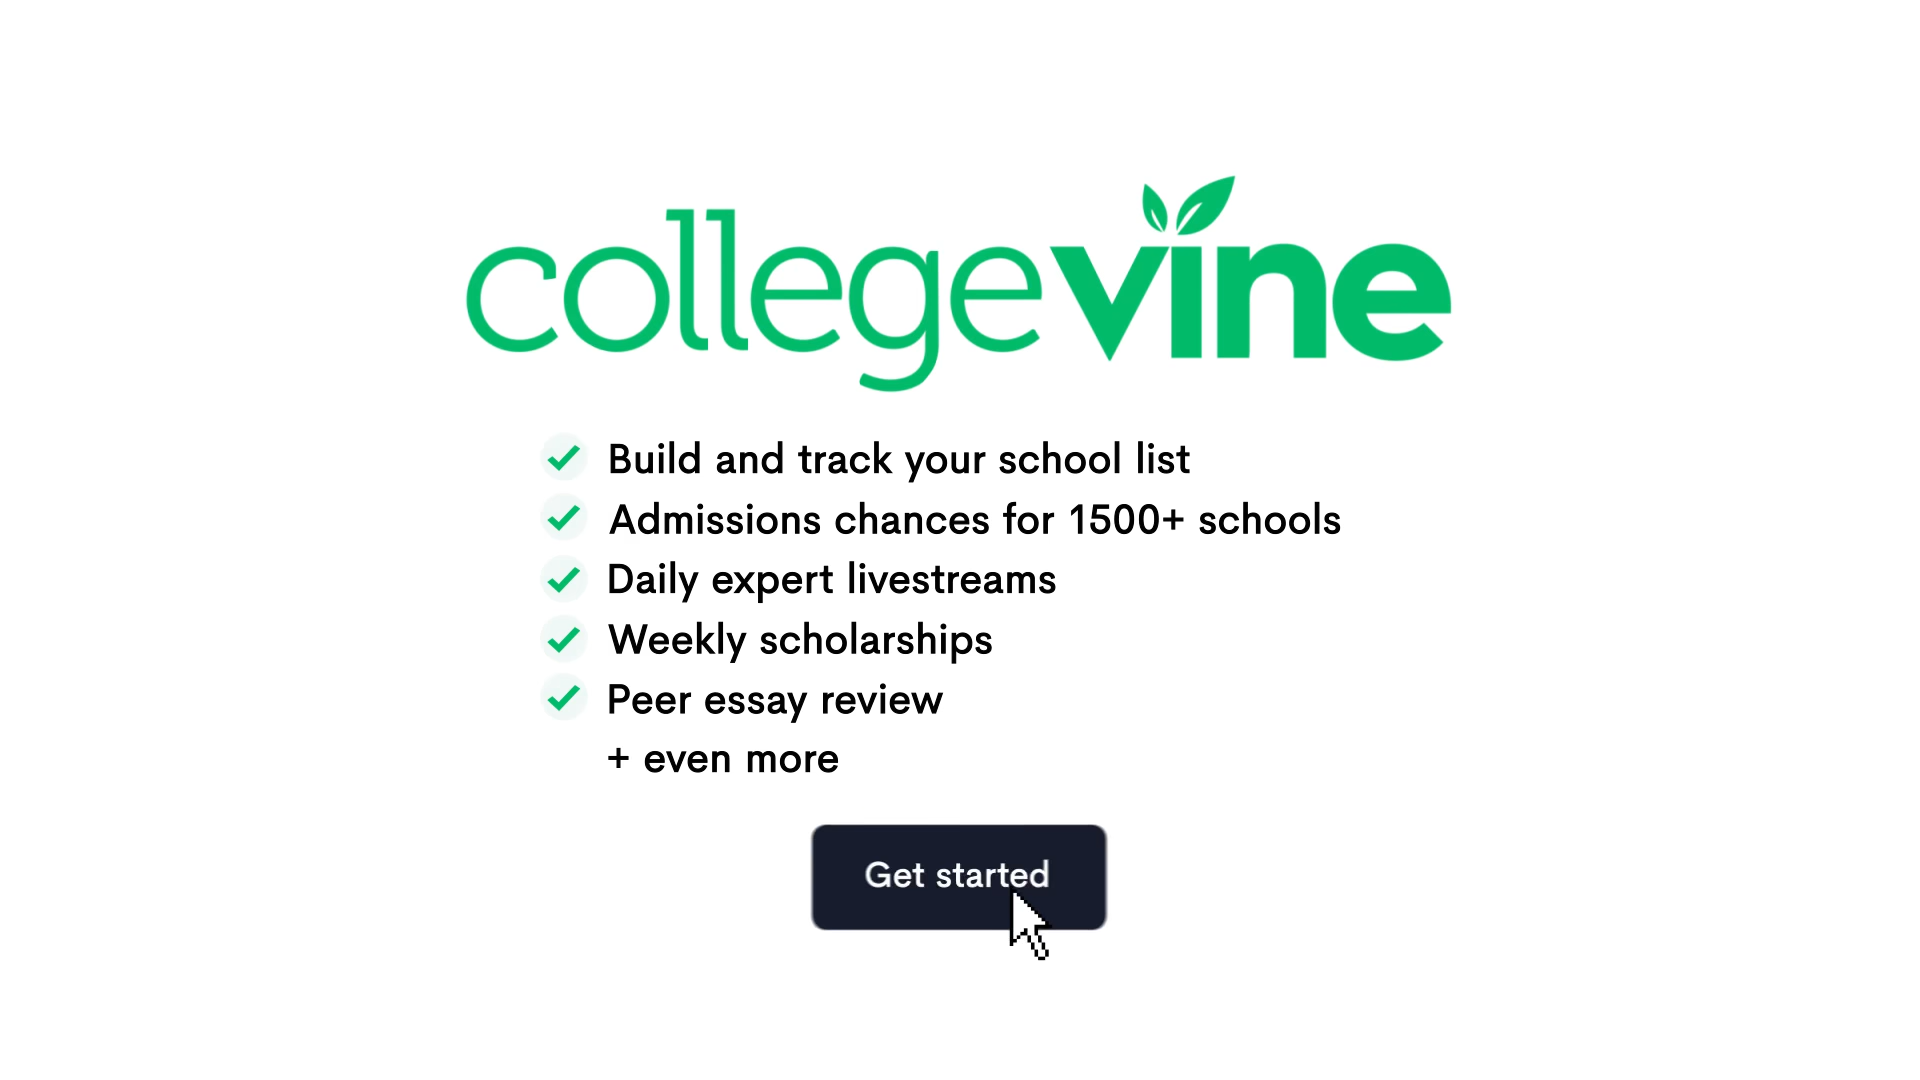 collegevine
Build and track your school list
Admissions chances for 1500+ schools
Daily expert livestreams
Weekly scholarships
Peer essay review
+ even more
Get started